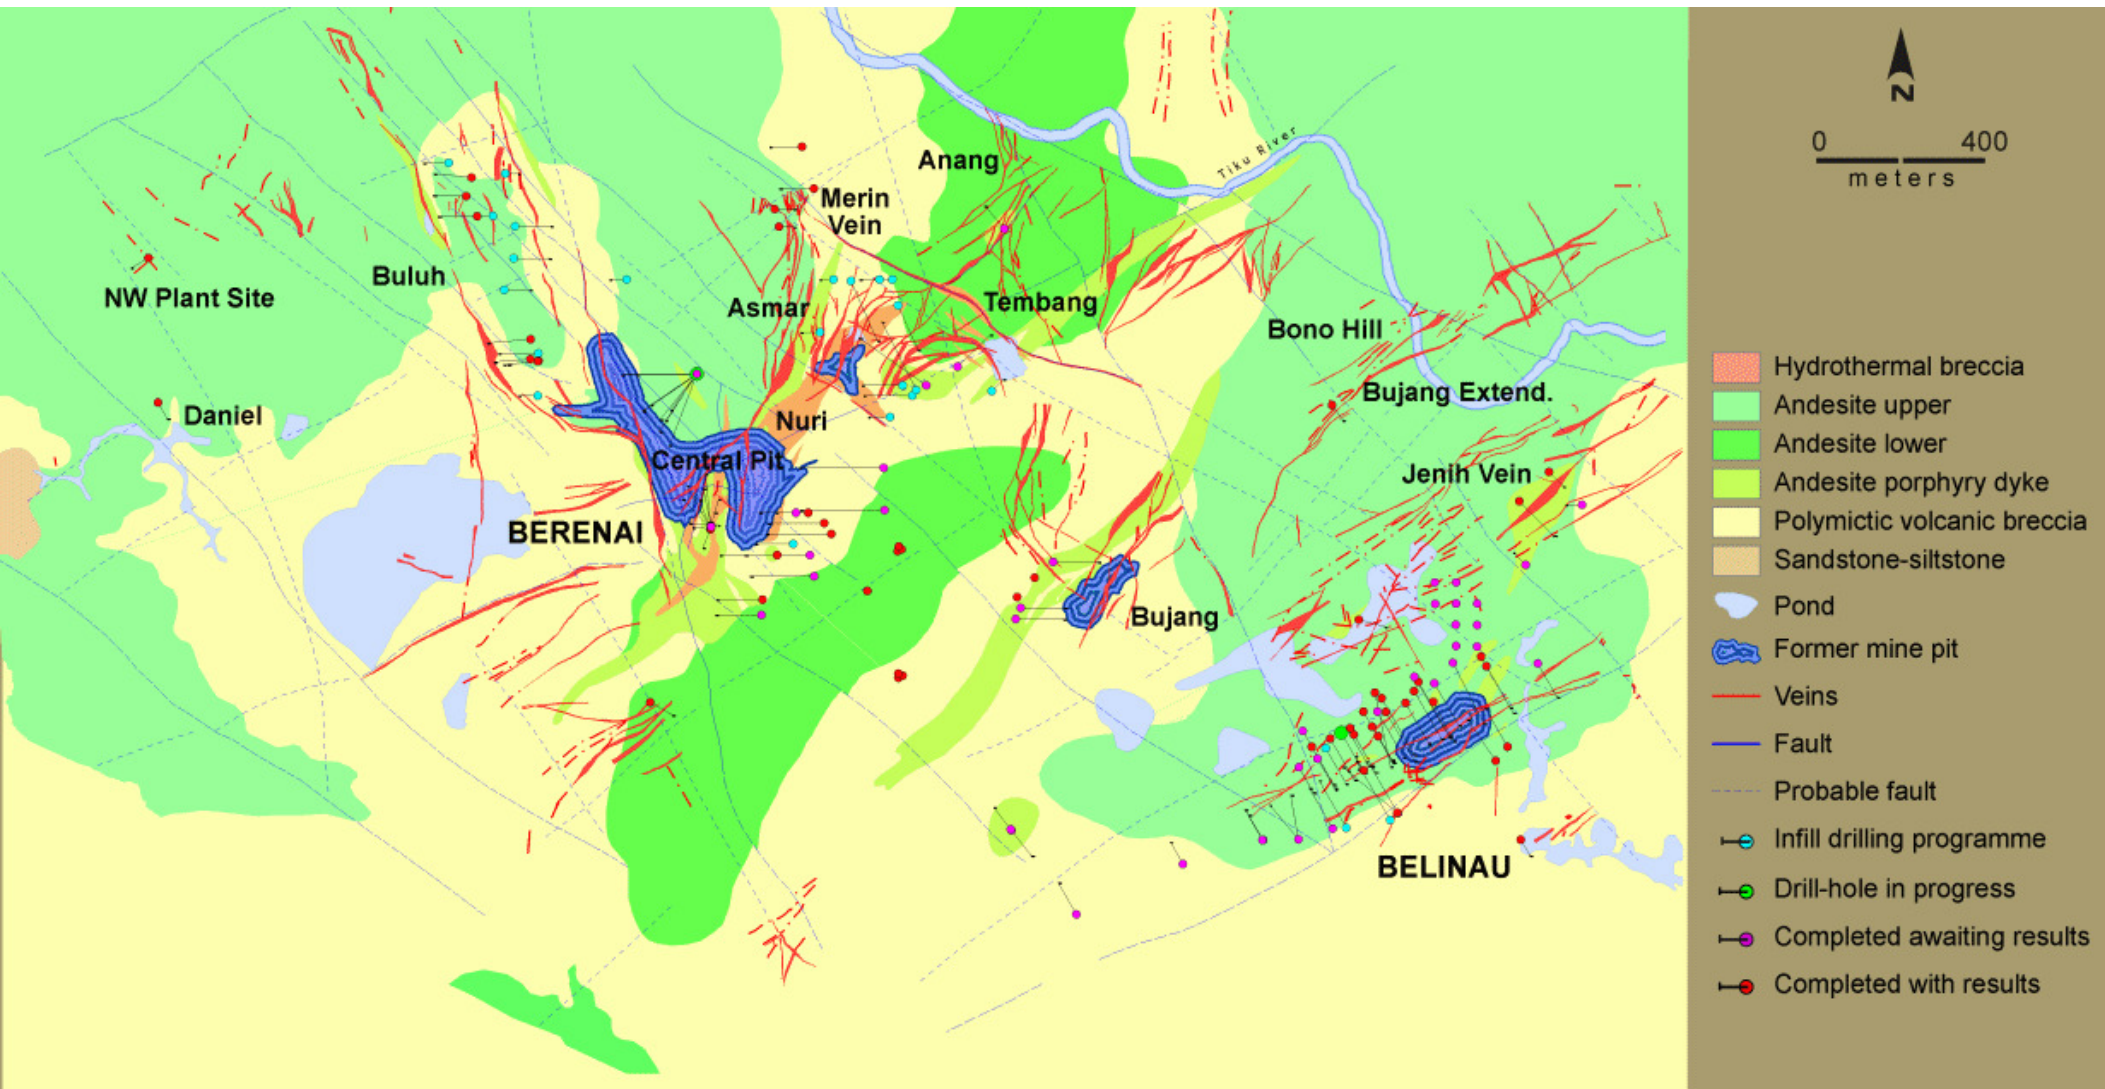 Tiku River
Anang
Merin
Vein
Buluh
NW Plant Site
Asmar
Tembang
Bono Hill
Bujang Extend.
Daniel
Nuri
Central Pit
Jenih Vein
BERENAI
Bujang
BELINAU
N
0 400
meters
Hydrothermal breccia
Andesite upper
Andesite lower
Andesite porphyry dyke
Polymictic volcanic breccia
Sandstone-siltstone
Pond
Former mine pit
Veins
Fault
Probable fault
Infill drilling programme
Drill-hole in progress
Completed awaiting results
Completed with results